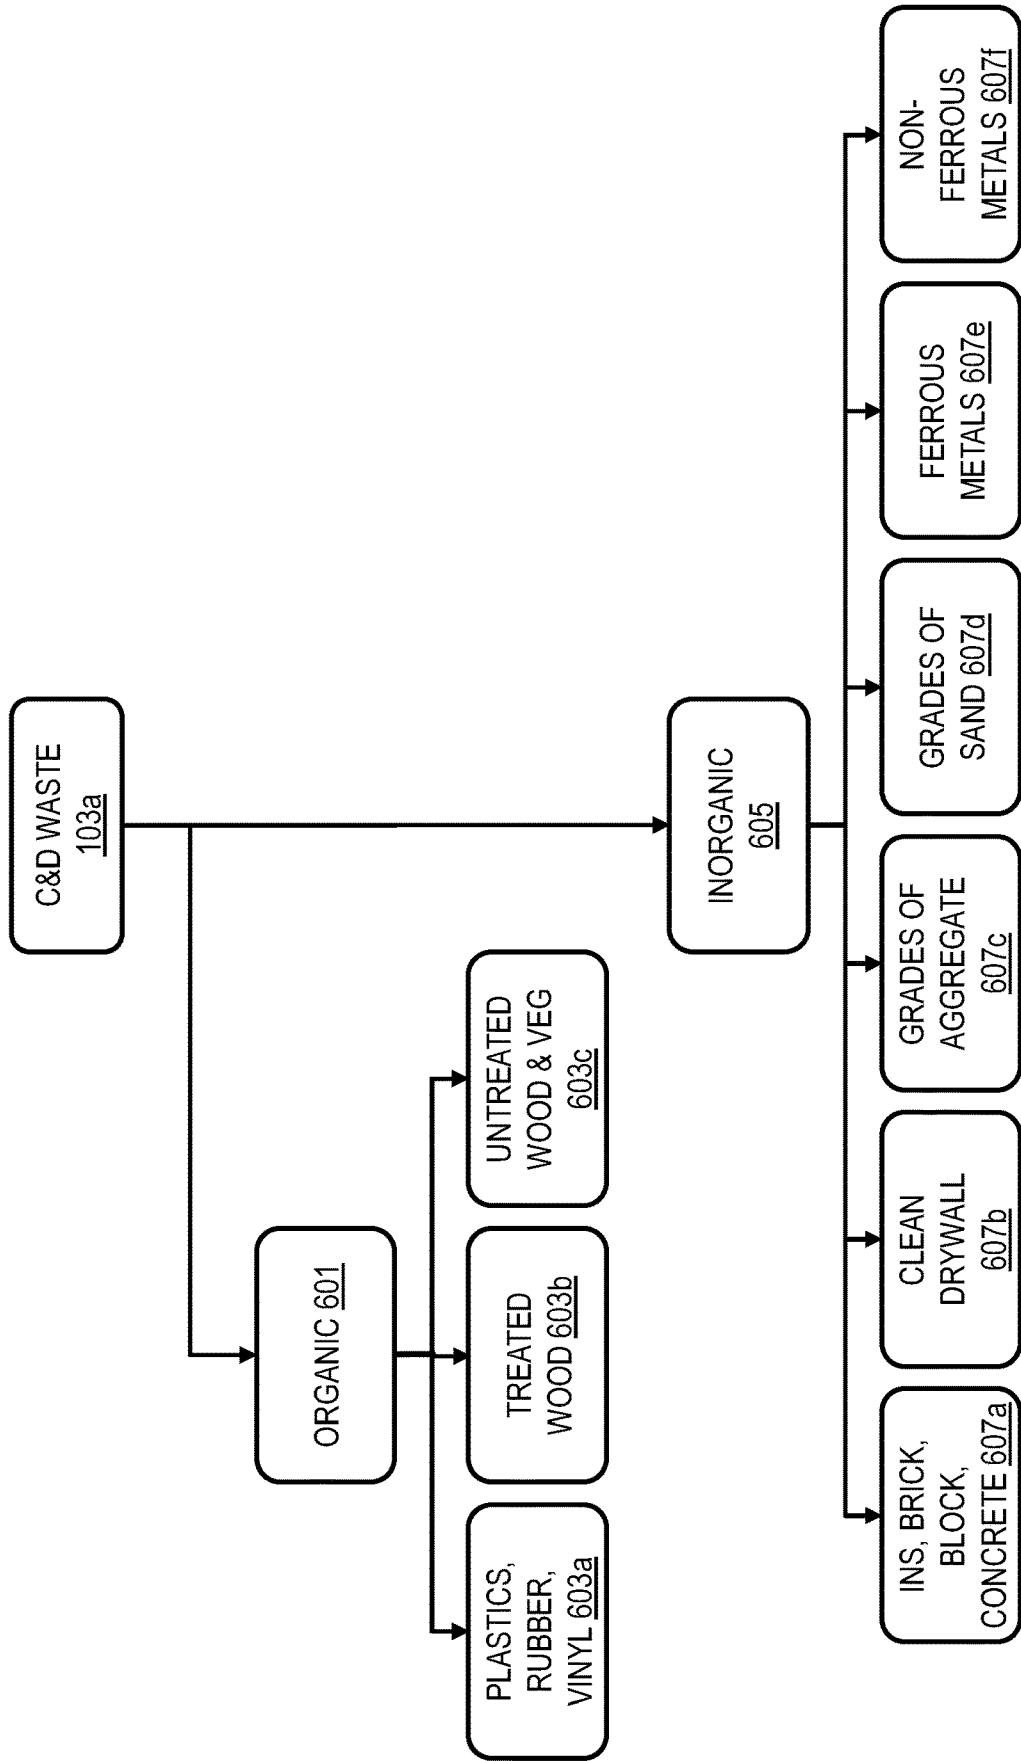 C&D WASTE
103a
ORGANIC 601
PLASTICS,
RUBBER,
VINYL 603a
TREATED
WOOD 603b
UNTREATED
WOOD & VEG
603c
INORGANIC
605
INS, BRICK,
BLOCK,
CONCRETE 607a
CLEAN
DRYWALL
607b
GRADES OF
AGGREGATE
607c
GRADES OF
SAND 607d
FERROUS
METALS 607e
NON-
FERROUS
METALS 607f